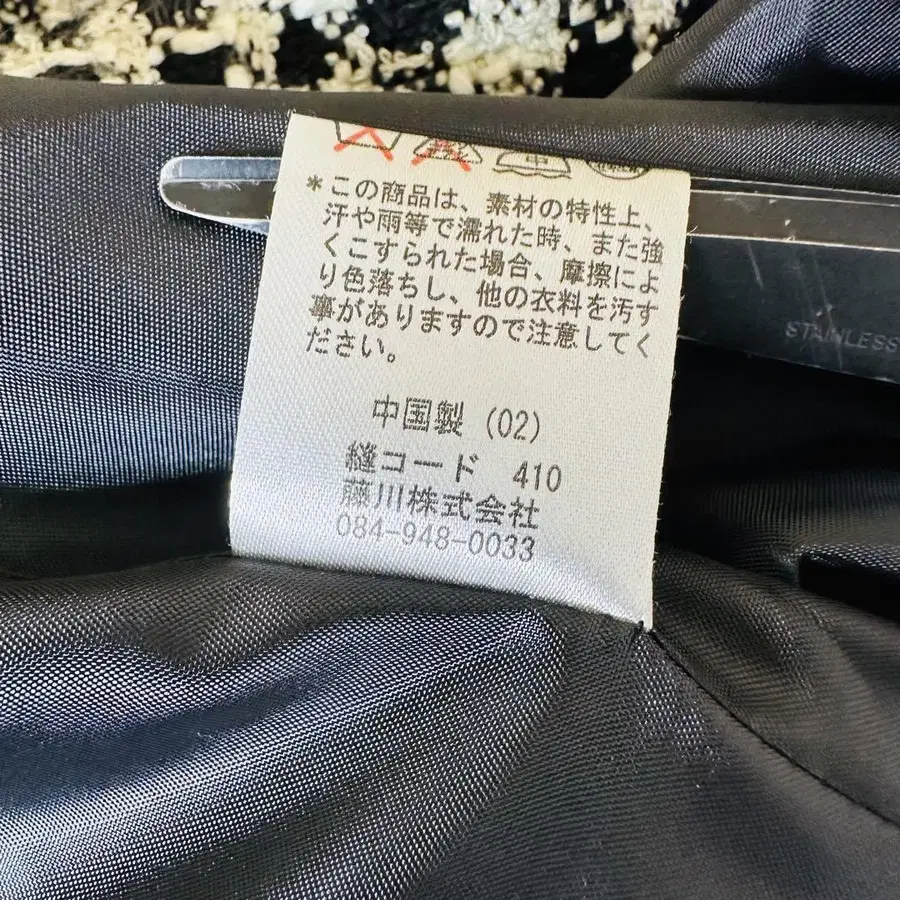 *この商品は、素材の特性上、
汗や雨等で濡れた時、また強
くこすられた場合、摩擦によ
り色落ちし、他の衣料を汚す
事がありますので注意してく
ださい。
中国製 (02)
縫コード 410
藤川株式会社
084-948-0033
STAINLESS